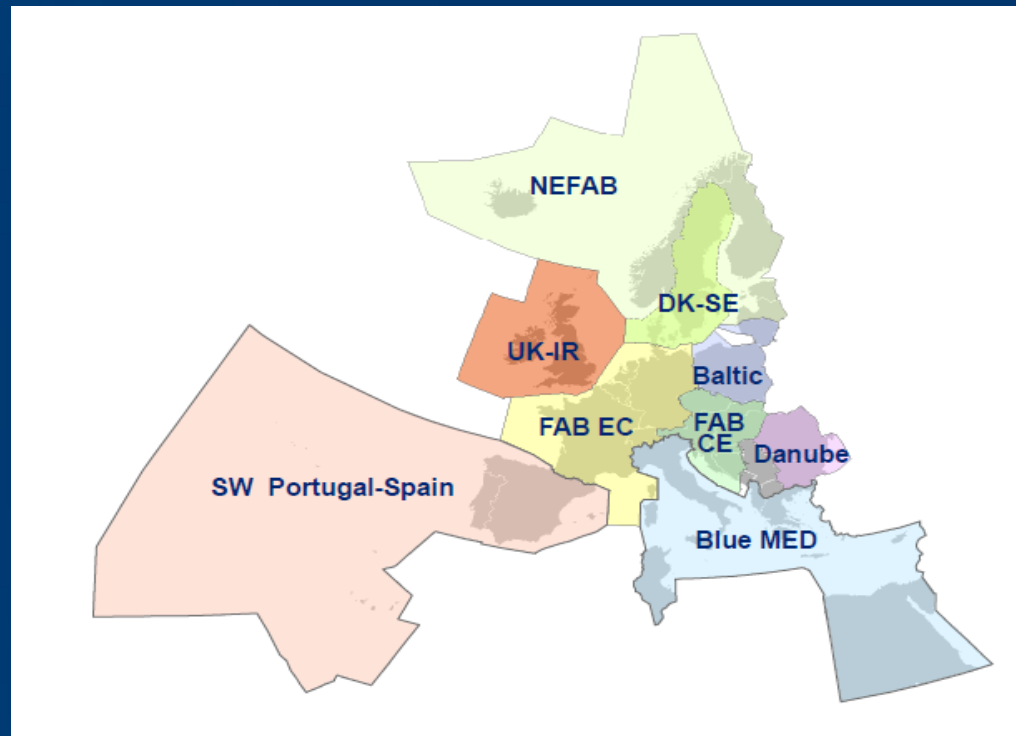 NEFAB
DK-SE
UK-IR
Baltic
FAB EC
FAB
CE
Danube
SW Portugal-Spain
Blue MED